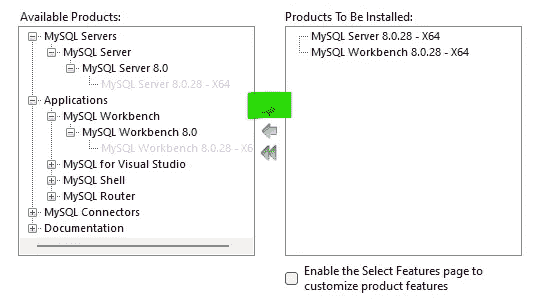 Available Products:
MySQL Servers
MySQL Server
MySQL Server 8.0
MySQL Server 8.0.28 - X64
Applications
MySQL Workbench
MySQL Workbench 8.0
MySQL Workbench 8.0.28 - X6
MySQL for Visual Studio
MySQL Shell
MySQL Router
MySQL Connectors
Documentation
Products To Be Installed:
MySQL Server 8.0.28 - X64
MySQL Workbench 8.0.28 - X64
Enable the Select Features page to
customize product features